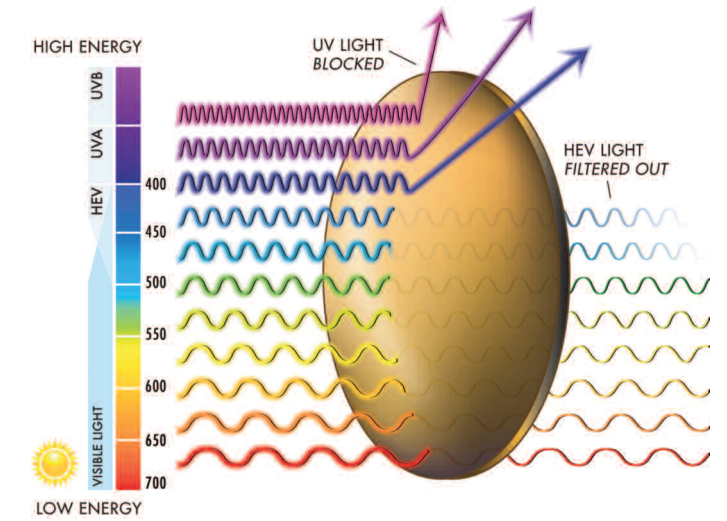 HIGH ENERGY
UV LIGHT
BLOCKED
UVB
UVA
HEV
HEV LIGHT
FILTERED OUT
400
450
500
550
600
650
700
VISIBLE LIGHT
LOW ENERGY